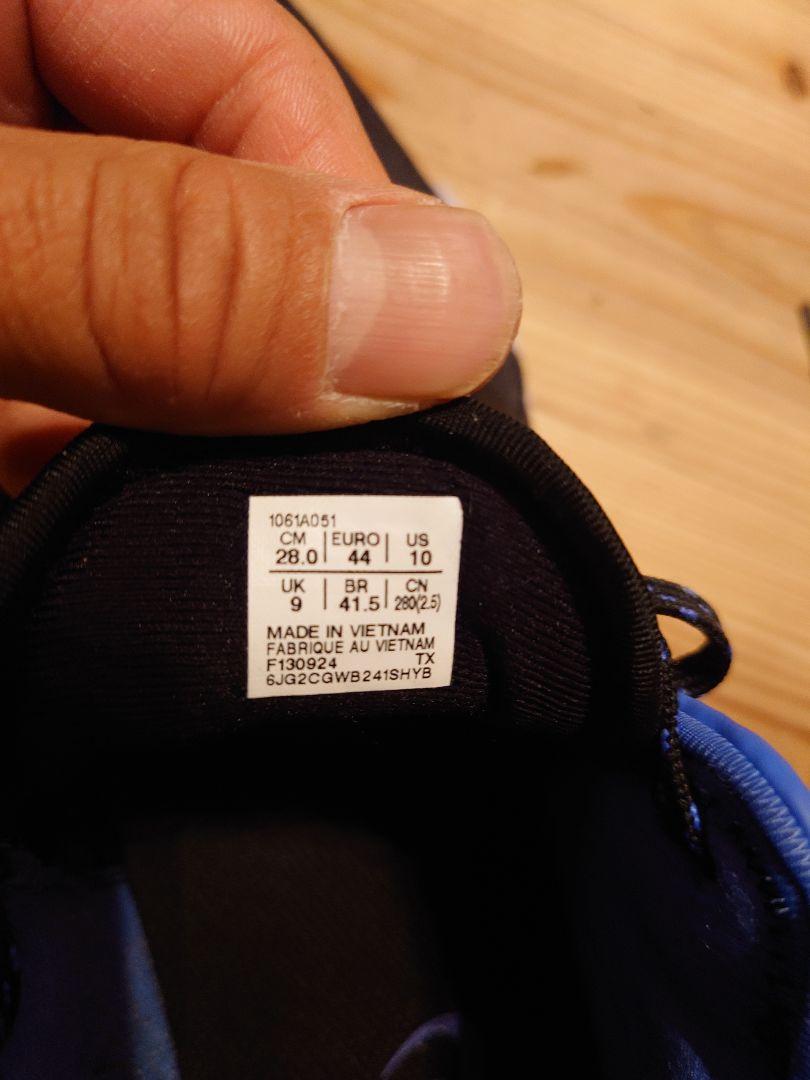 1061A051
CM | EURO | US
28.0 | 44 | 10
UK | BR | CN
9 | 41.5 | 280(2.5)
MADE IN VIETNAM
FABRIQUE AU VIETNAM
F130924 TX
6JG2CGWB241SHYB